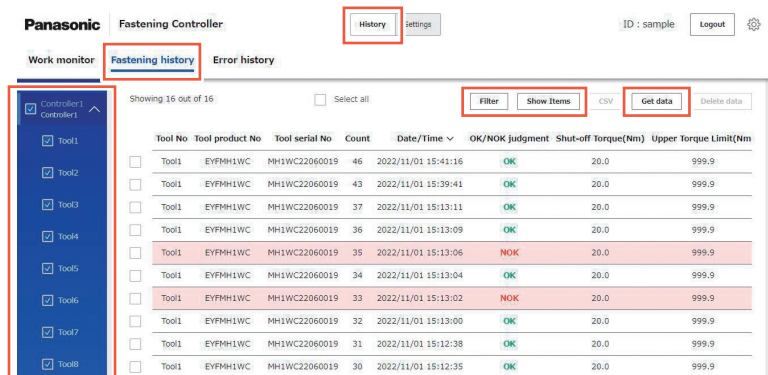 Panasonic Fastening Controller History Settings ID : sample Logout
Work monitor Fastening history Error history
Controller1
Controller1
Tool1
Tool2
Tool3
Tool4
Tool5
Tool6
Tool7
Tool8
Showing 16 out of 16 Select all Filter Show Items CSV Get data Delete data
Tool No Tool product No Tool serial No Count Date/Time OK/NOK judgment Shut-off Torque(Nm) Upper Torque Limit(Nm
Tool1 EYFMH1WC MH1WC22060019 46 2022/11/01 15:41:16 OK 20.0 999.9
Tool1 EYFMH1WC MH1WC22060019 43 2022/11/01 15:39:41 OK 20.0 999.9
Tool1 EYFMH1WC MH1WC22060019 37 2022/11/01 15:13:11 OK 20.0 999.9
Tool1 EYFMH1WC MH1WC22060019 36 2022/11/01 15:13:09 OK 20.0 999.9
Tool1 EYFMH1WC MH1WC22060019 35 2022/11/01 15:13:06 NOK 20.0 999.9
Tool1 EYFMH1WC MH1WC22060019 34 2022/11/01 15:13:04 OK 20.0 999.9
Tool1 EYFMH1WC MH1WC22060019 33 2022/11/01 15:13:02 NOK 20.0 999.9
Tool1 EYFMH1WC MH1WC22060019 32 2022/11/01 15:13:00 OK 20.0 999.9
Tool1 EYFMH1WC MH1WC22060019 31 2022/11/01 15:12:38 OK 20.0 999.9
Tool1 EYFMH1WC MH1WC22060019 30 2022/11/01 15:12:35 OK 20.0 999.9